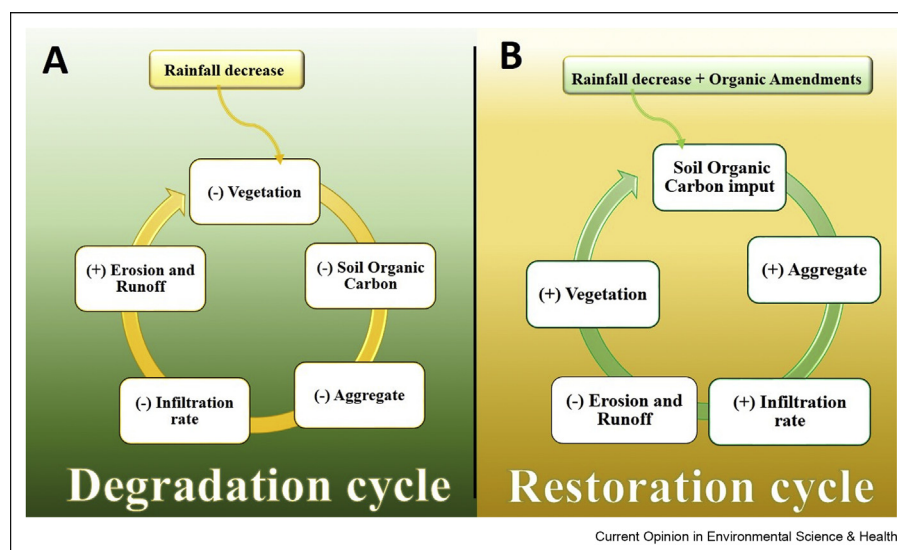 A
Rainfall decrease
(-) Vegetation
(-) Soil Organic
Carbon
(-) Aggregate
(-) Infiltration
rate
(+) Erosion and
Runoff
Degradation cycle
B
Rainfall decrease + Organic Amendments
Soil Organic
Carbon imput
(+) Aggregate
(+) Infiltration
rate
(-) Erosion and
Runoff
(+) Vegetation
Restoration cycle
Current Opinion in Environmental Science & Health